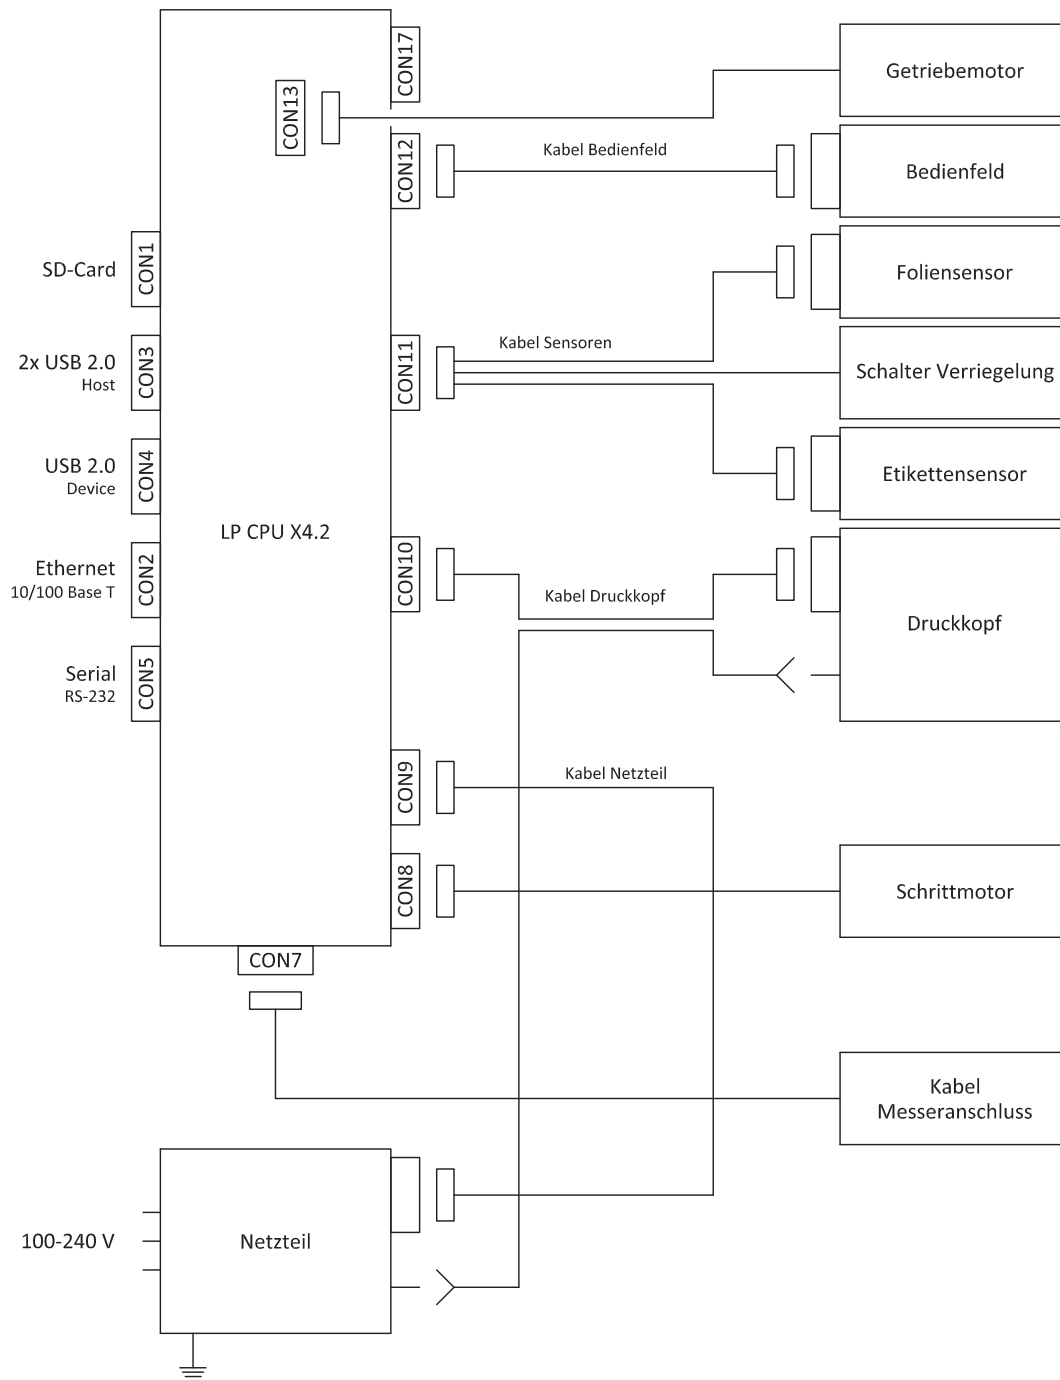 CON17
Getriebemotor
CON13
CON12
Kabel Bedienfeld
Bedienfeld
SD-Card
CON1
Foliensensor
2x USB 2.0
Host
CON3
CON11
Kabel Sensoren
Schalter Verriegelung
USB 2.0
Device
CON4
Etikettensensor
LP CPU X4.2
Ethernet
10/100 Base T
CON2
CON10
Kabel Druckkopf
Druckkopf
Serial
RS-232
CON5
CON9
Kabel Netzteil
CON8
Schrittmotor
CON7
Kabel
Messeranschluss
100-240 V
Netzteil